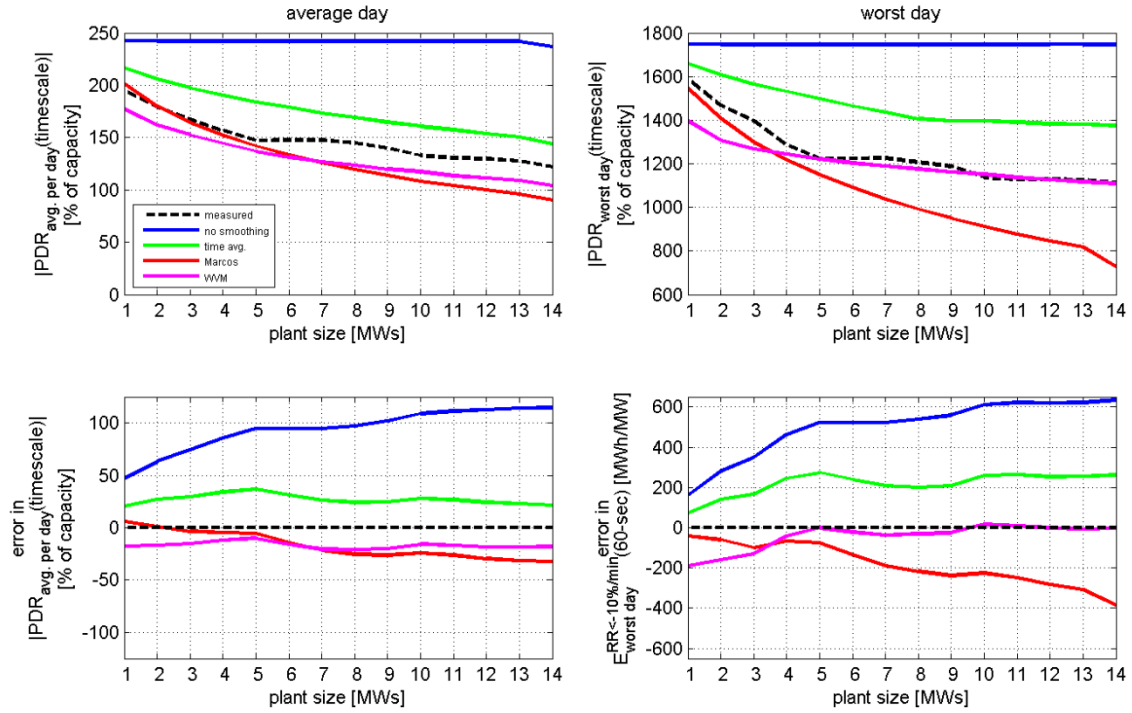 average day
|PDR_avg. per day(timescale)|
[% of capacity]
250
200
150
100
50
0
measured
no smoothing
time avg.
Marcos
WVM
1 2 3 4 5 6 7 8 9 10 11 12 13 14
plant size [MWs]
worst day
|PDR_worst day(timescale)|
[% of capacity]
1800
1600
1400
1200
1000
800
600
1 2 3 4 5 6 7 8 9 10 11 12 13 14
plant size [MWs]
error in
|PDR_avg. per day(timescale)|
[% of capacity]
100
50
0
-50
-100
1 2 3 4 5 6 7 8 9 10 11 12 13 14
plant size [MWs]
error in
E^RR<-10%/min_worst day(60-sec) [MWh/MW]
600
400
200
0
-200
-400
-600
1 2 3 4 5 6 7 8 9 10 11 12 13 14
plant size [MWs]